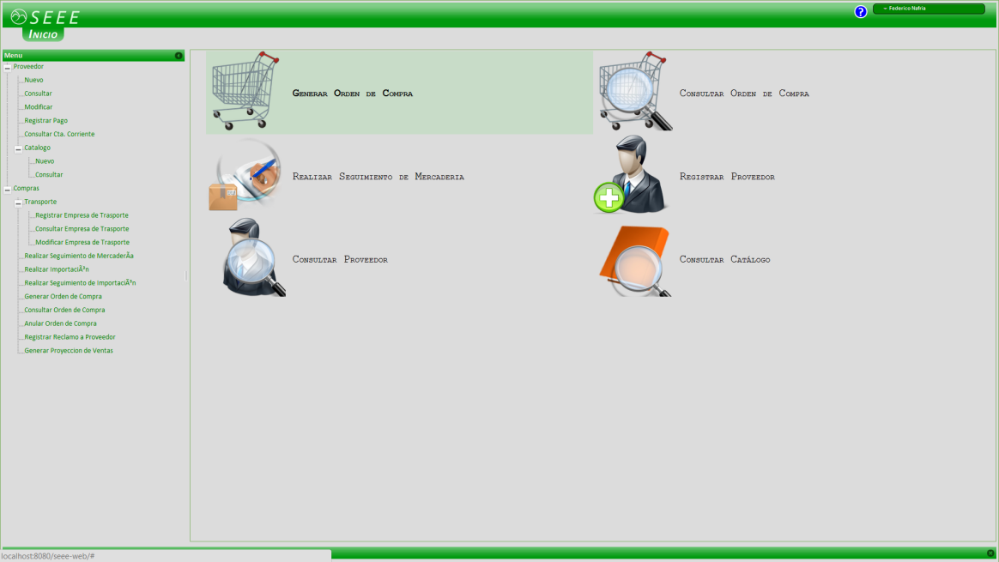 SEEE
? – Federico Nafria
INICIO
Menu
Proveedor
Nuevo
Consultar
Modificar
Registrar Pago
Consultar Cta. Corriente
Catalogo
Nuevo
Consultar
Compras
Transporte
Registrar Empresa de Trasporte
Consultar Empresa de Trasporte
Modificar Empresa de Trasporte
Realizar Seguimiento de MercaderÃ­a
Realizar ImportaciÃ³n
Realizar Seguimiento de ImportaciÃ³n
Generar Orden de Compra
Consultar Orden de Compra
Anular Orden de Compra
Registrar Reclamo a Proveedor
Generar Proyeccion de Ventas
GENERAR ORDEN DE COMPRA
CONSULTAR ORDEN DE COMPRA
REALIZAR SEGUIMIENTO DE MERCADERIA
REGISTRAR PROVEEDOR
CONSULTAR PROVEEDOR
CONSULTAR CATÁLOGO
localhost:8080/seee-web/#